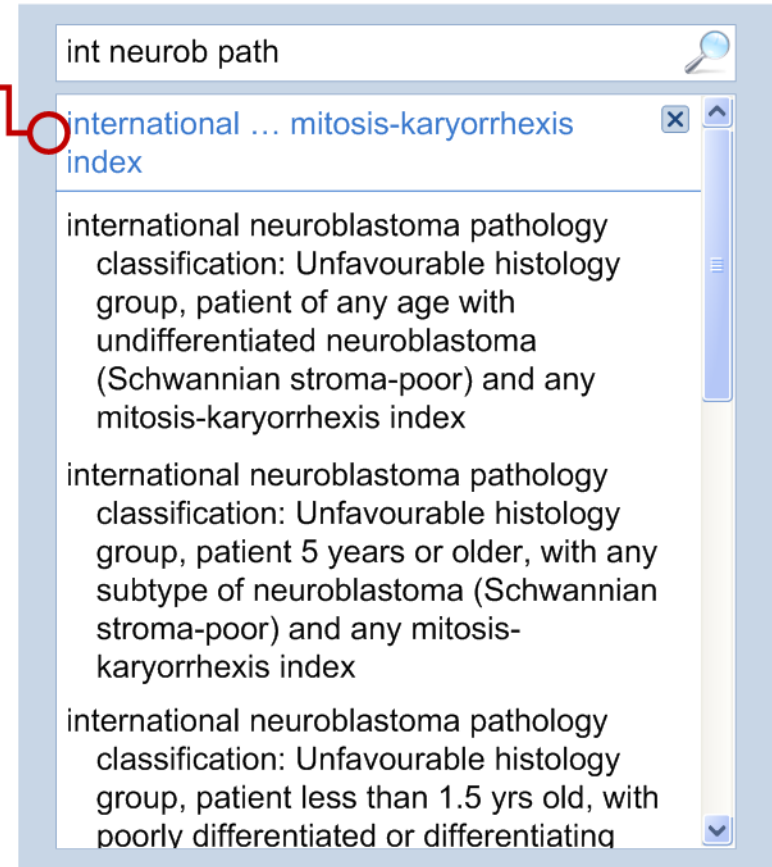 int neurob path
international … mitosis-karyorrhexis
index
international neuroblastoma pathology
classification: Unfavourable histology
group, patient of any age with
undifferentiated neuroblastoma
(Schwannian stroma-poor) and any
mitosis-karyorrhexis index
international neuroblastoma pathology
classification: Unfavourable histology
group, patient 5 years or older, with any
subtype of neuroblastoma (Schwannian
stroma-poor) and any mitosis-
karyorrhexis index
international neuroblastoma pathology
classification: Unfavourable histology
group, patient less than 1.5 yrs old, with
poorly differentiated or differentiating